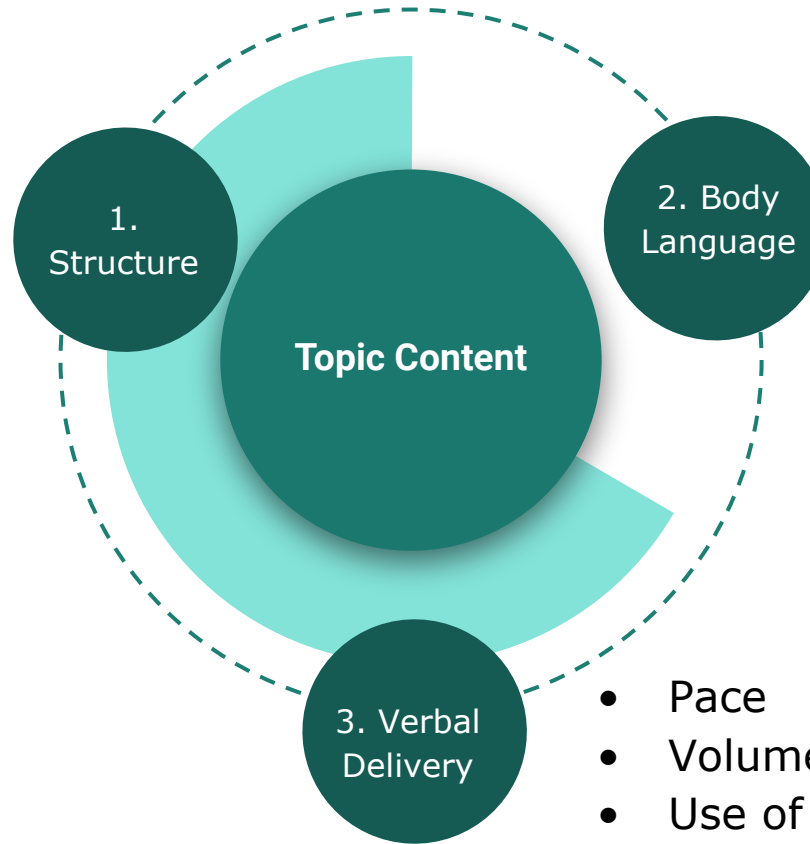 1.
Structure
2. Body
Language
Topic Content
3. Verbal
Delivery
• Pace
• Volume
• Use of